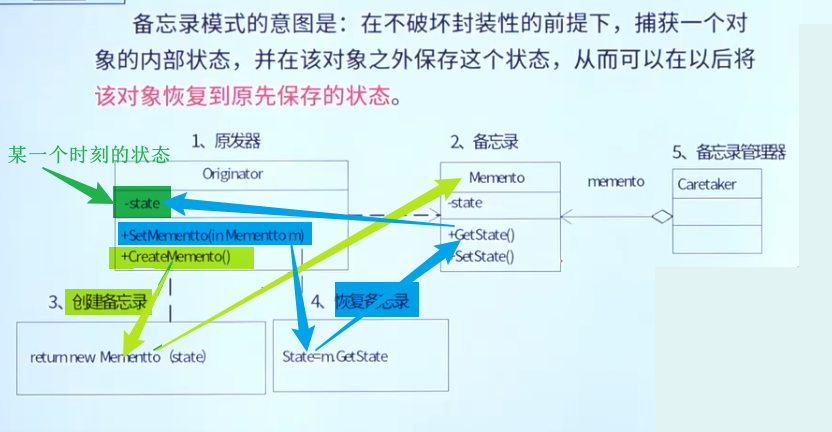 备忘录模式的意图是：在不破坏封装性的前提下，捕获一个对
象的内部状态，并在该对象之外保存这个状态，从而可以在以后将
该对象恢复到原先保存的状态。
1、原发器
2、备忘录
某一个时刻的状态
5、备忘录管理器
Originator
Memento
memento
Caretaker
-state
-state
+SetMementto(in Mementto m)
+GetState()
+CreateMemento()
+SetState()
3、创建备忘录
4、恢复备忘录
return new Mementto (state)
State=m.GetState